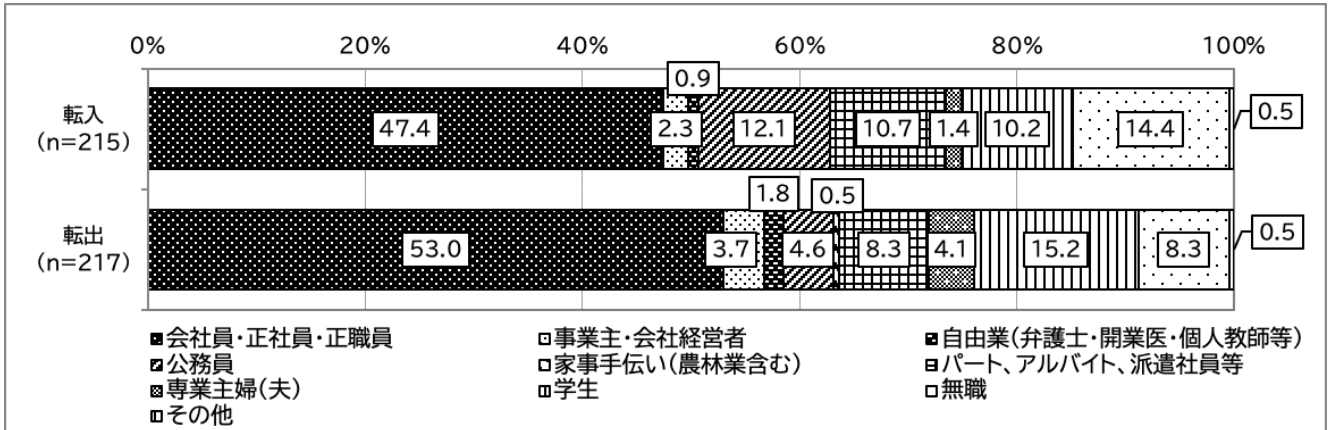 0% 20% 40% 60% 80% 100%
0.9
転入
(n=215)
47.4 2.3 12.1 10.7 1.4 10.2 14.4 0.5
1.8 0.5
転出
(n=217)
53.0 3.7 4.6 8.3 4.1 15.2 8.3 0.5
会社員・正社員・正職員 事業主・会社経営者 自由業(弁護士・開業医・個人教師等)
公務員 家事手伝い(農林業含む) パート、アルバイト、派遣社員等
専業主婦(夫) 学生 無職
その他